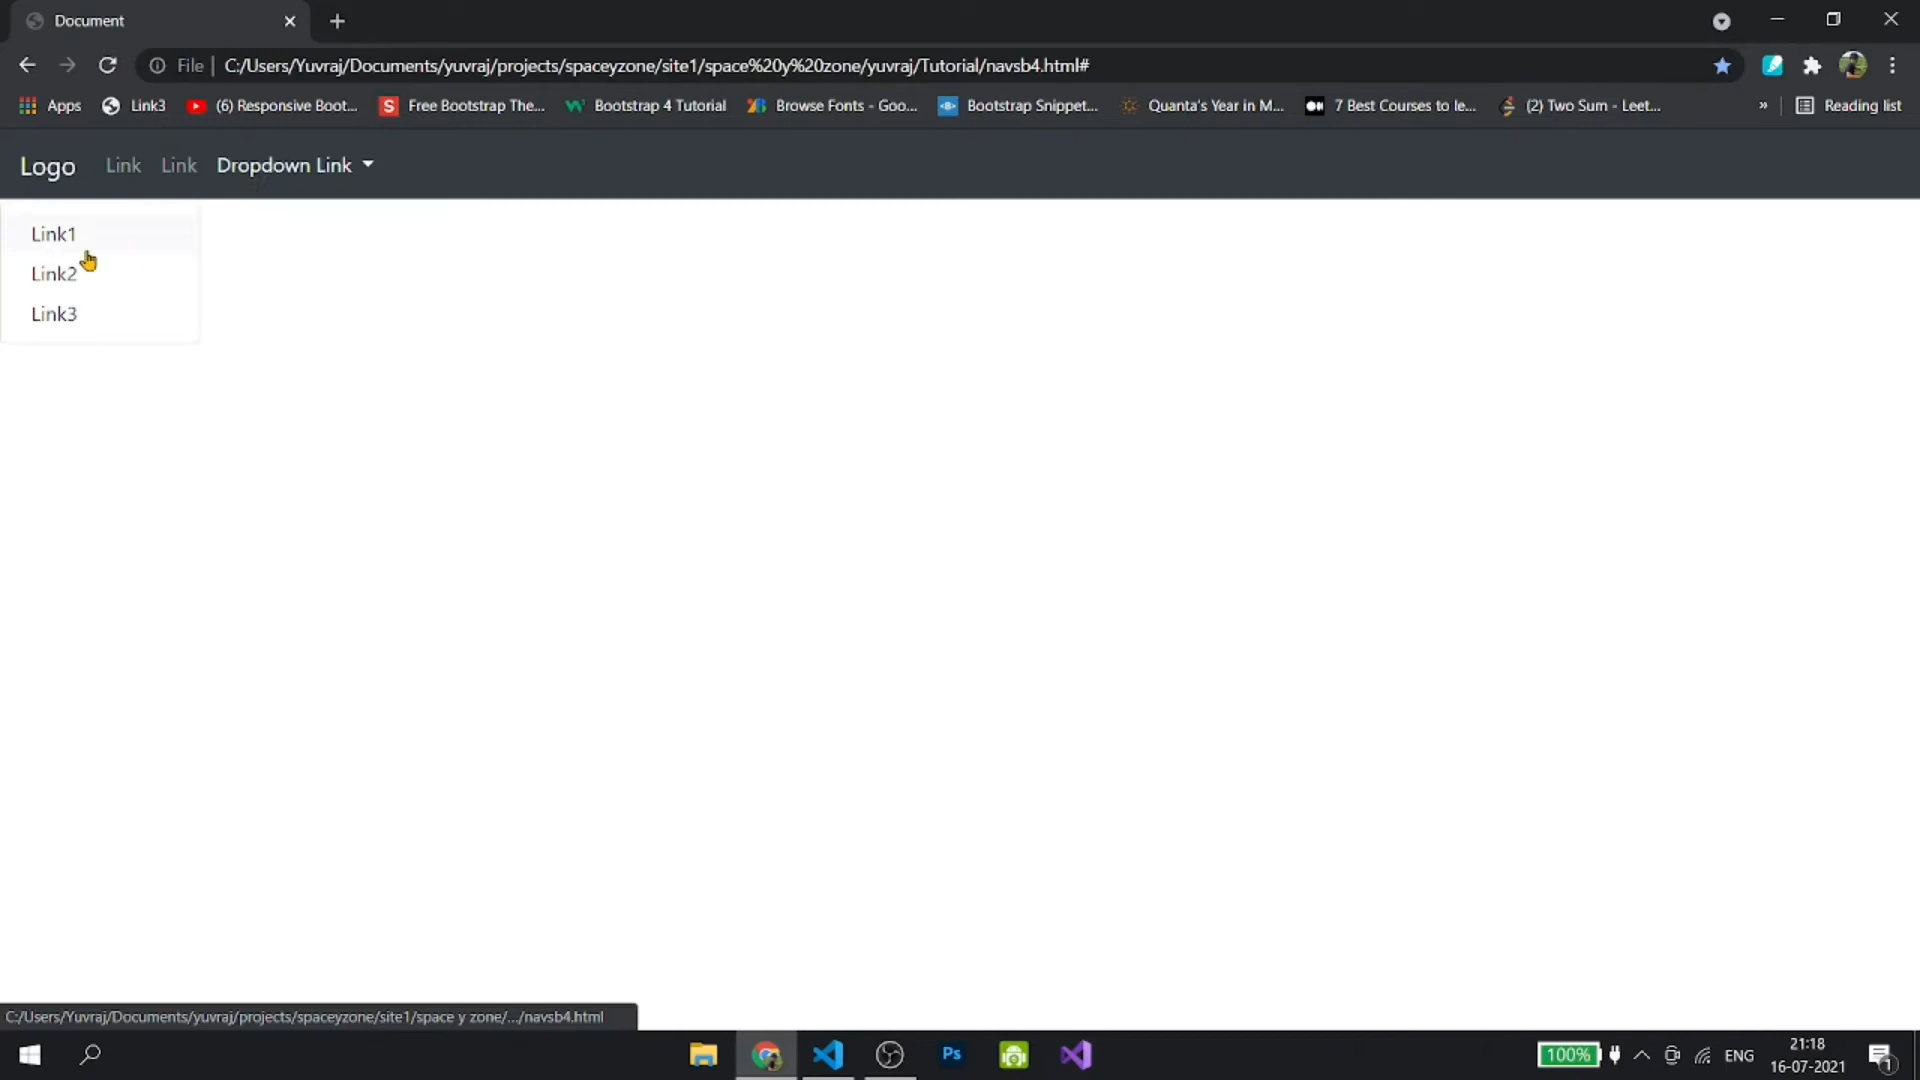 Document
File
C:/Users/Yuvraj/Documents/yuvraj/projects/spaceyzone/site1/space%20y%20zone/yuvraj/Tutorial/navsb4.html#
Apps
Link3
(6) Responsive Boot...
Free Bootstrap The...
Bootstrap 4 Tutorial
Browse Fonts - Goo...
Bootstrap Snippet...
Quanta's Year in M...
7 Best Courses to le...
(2) Two Sum - Leet...
»
Reading list
Logo
Link
Link
Dropdown Link
Link1
Link2
Link3
C:/Users/Yuvraj/Documents/yuvraj/projects/spaceyzone/site1/space y zone/.../navsb4.html
Ps
100%
ENG
21:18
16-07-2021
1